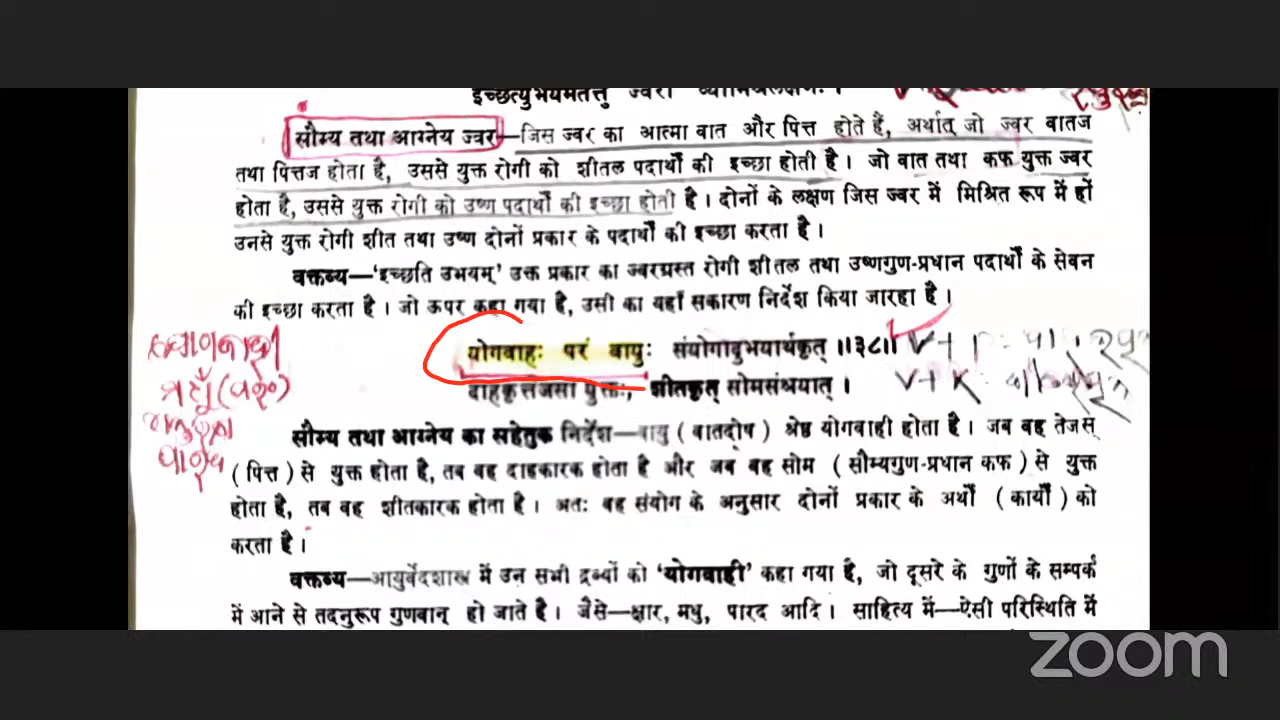 इच्छत्युभयमेतत्तु ज्वरो व्यामिश्रलक्षणः ।
सौम्य तथा आग्नेय ज्वर—जिस ज्वर का आत्मा वात और पित्त होते हैं, अर्थात् जो ज्वर वातज
तथा पित्तज होता है, उससे युक्त रोगी को शीतल पदार्थों की इच्छा होती है । जो वात तथा कफ युक्त ज्वर
होता है, उससे युक्त रोगी को उष्ण पदार्थों की इच्छा होती है । दोनों के लक्षण जिस ज्वर में मिश्रित रूप में हों
उनसे युक्त रोगी शीत तथा उष्ण दोनों प्रकार के पदार्थों की इच्छा करता है ।
वक्तव्य—'इच्छति उभयम्' उक्त प्रकार का ज्वरग्रस्त रोगी शीतल तथा उष्णगुण-प्रधान पदार्थों के सेवन
की इच्छा करता है । जो ऊपर कहा गया है, उसी का यहाँ सकारण निर्देश किया जारहा है ।
योगवाहः परं वायुः संयोगादुभयार्थकृत् ॥३८॥
दाहकृत्तेजसा युक्तः, शीतकृत् सोमसंश्रयात् ।
सौम्य तथा आग्नेय का सहेतुक निर्देश—वायु (वातदोष) श्रेष्ठ योगवाही होता है । जब वह तेजस्
(पित्त) से युक्त होता है, तब वह दाहकारक होता है और जब वह सोम (सौम्यगुण-प्रधान कफ) से युक्त
होता है, तब वह शीतकारक होता है । अतः वह संयोग के अनुसार दोनों प्रकार के अर्थों (कार्यों) को
करता है ।
वक्तव्य—आयुर्वेदशास्त्र में उन सभी द्रव्यों को 'योगवाही' कहा गया है, जो दूसरे के गुणों के सम्पर्क
में आने से तदनुरूप गुणवान् हो जाते है । जैसे—क्षार, मधु, पारद आदि । साहित्य में—ऐसी परिस्थिति में
zoom